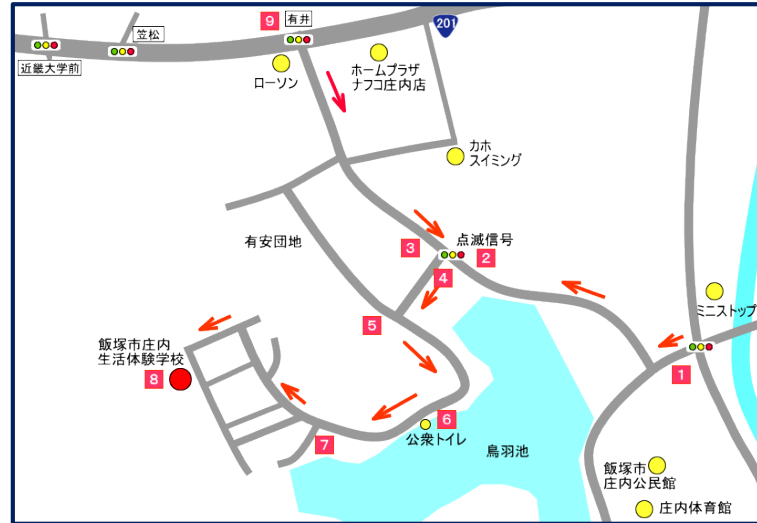 9
有井
201
笠松
近畿大学前
ローソン
ホームプラザ
ナフコ庄内店
カホ
スイミング
有安団地
3
点滅信号
2
4
ミニストップ
5
飯塚市庄内
生活体験学校
8
1
6
7
公衆トイレ
鳥羽池
飯塚市
庄内公民館
庄内体育館